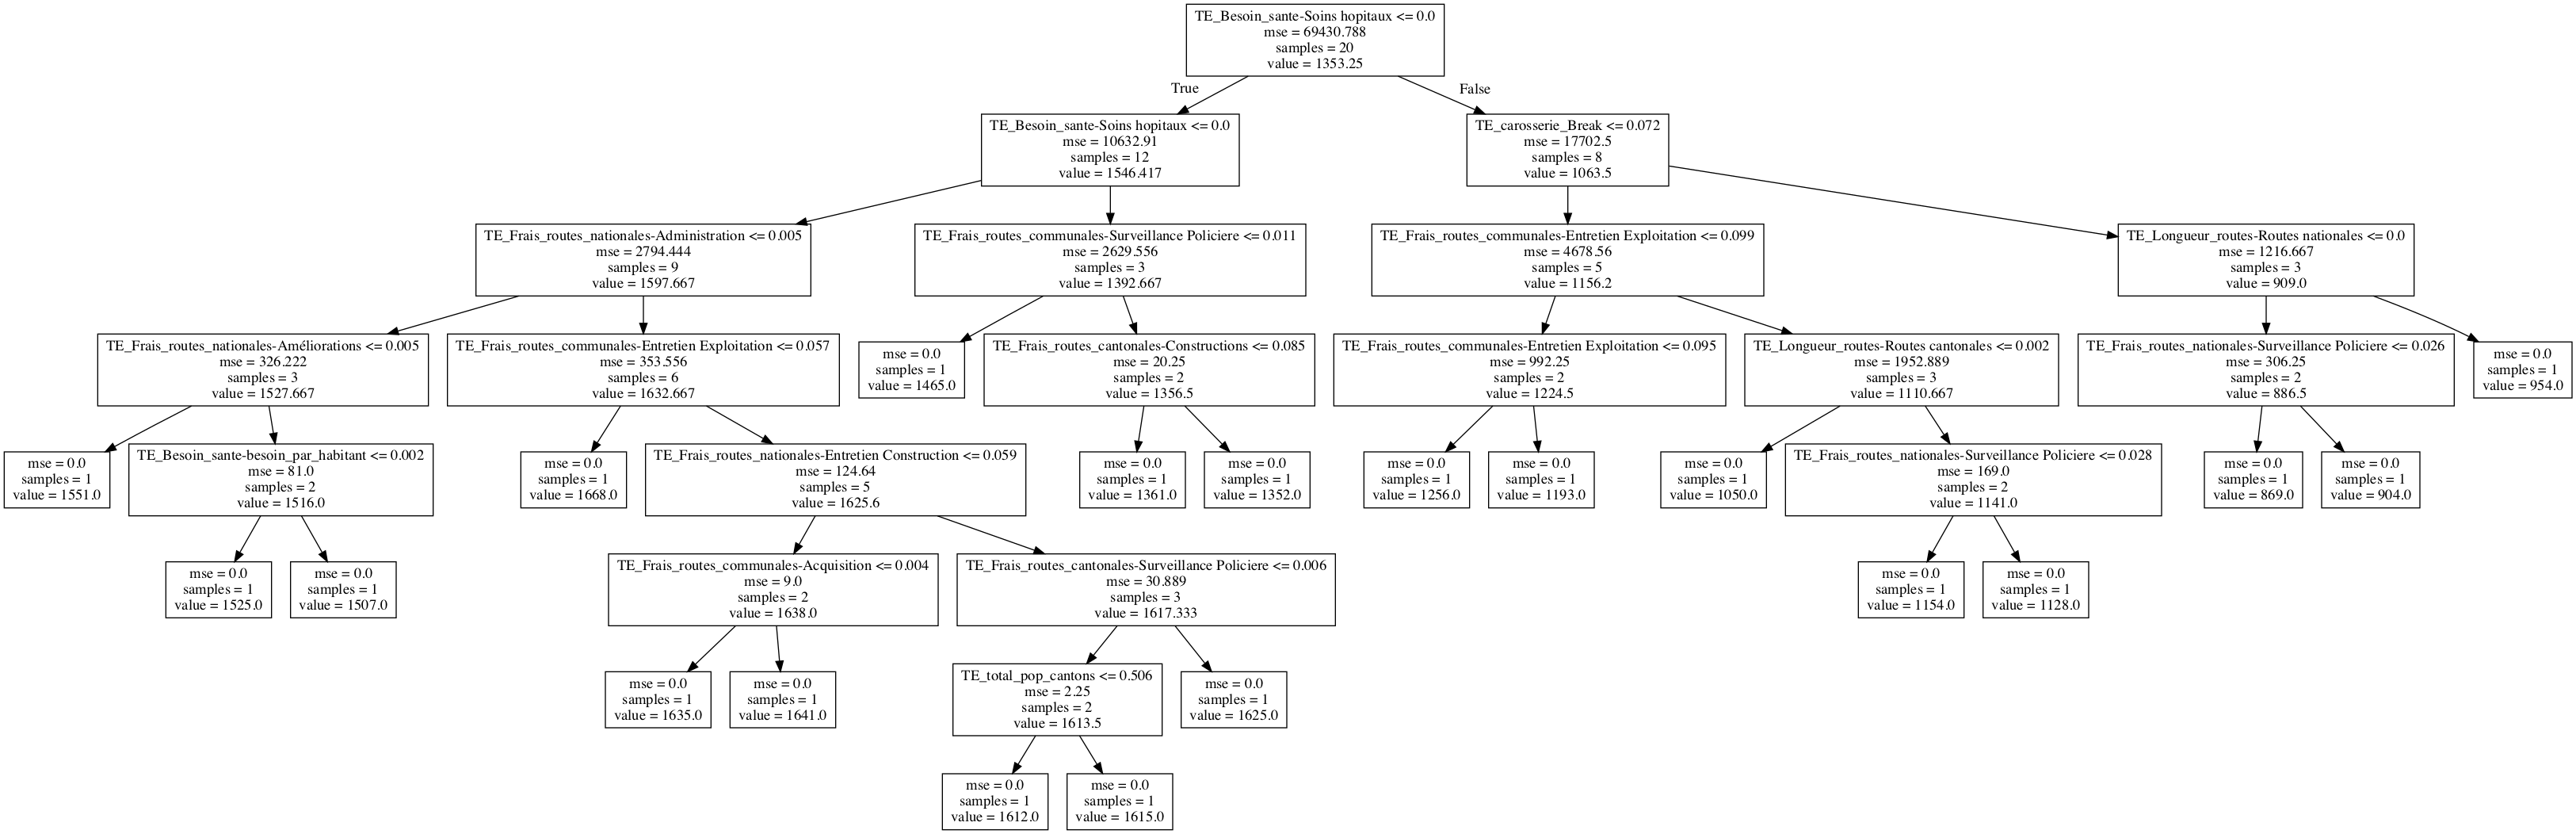 TE_Besoin_sante-Soins hopitaux <= 0.0
mse = 69430.788
samples = 20
value = 1353.25
True
False
TE_Besoin_sante-Soins hopitaux <= 0.0
mse = 10632.91
samples = 12
value = 1546.417
TE_carosserie_Break <= 0.072
mse = 17702.5
samples = 8
value = 1063.5
TE_Frais_routes_nationales-Administration <= 0.005
mse = 2794.444
samples = 9
value = 1597.667
TE_Frais_routes_communales-Surveillance Policiere <= 0.011
mse = 2629.556
samples = 3
value = 1392.667
TE_Frais_routes_communales-Entretien Exploitation <= 0.099
mse = 4678.56
samples = 5
value = 1156.2
TE_Longueur_routes-Routes nationales <= 0.0
mse = 1216.667
samples = 3
value = 909.0
TE_Frais_routes_nationales-Améliorations <= 0.005
mse = 326.222
samples = 3
value = 1527.667
TE_Frais_routes_communales-Entretien Exploitation <= 0.057
mse = 353.556
samples = 6
value = 1632.667
mse = 0.0
samples = 1
value = 1465.0
TE_Frais_routes_cantonales-Constructions <= 0.085
mse = 20.25
samples = 2
value = 1356.5
TE_Frais_routes_communales-Entretien Exploitation <= 0.095
mse = 992.25
samples = 2
value = 1224.5
TE_Longueur_routes-Routes cantonales <= 0.002
mse = 1952.889
samples = 3
value = 1110.667
TE_Frais_routes_nationales-Surveillance Policiere <= 0.026
mse = 306.25
samples = 2
value = 886.5
mse = 0.0
samples = 1
value = 954.0
mse = 0.0
samples = 1
value = 1551.0
TE_Besoin_sante-besoin_par_habitant <= 0.002
mse = 81.0
samples = 2
value = 1516.0
mse = 0.0
samples = 1
value = 1668.0
TE_Frais_routes_nationales-Entretien Construction <= 0.059
mse = 124.64
samples = 5
value = 1625.6
mse = 0.0
samples = 1
value = 1361.0
mse = 0.0
samples = 1
value = 1352.0
mse = 0.0
samples = 1
value = 1256.0
mse = 0.0
samples = 1
value = 1193.0
mse = 0.0
samples = 1
value = 1050.0
TE_Frais_routes_nationales-Surveillance Policiere <= 0.028
mse = 169.0
samples = 2
value = 1141.0
mse = 0.0
samples = 1
value = 869.0
mse = 0.0
samples = 1
value = 904.0
mse = 0.0
samples = 1
value = 1525.0
mse = 0.0
samples = 1
value = 1507.0
TE_Frais_routes_communales-Acquisition <= 0.004
mse = 9.0
samples = 2
value = 1638.0
TE_Frais_routes_cantonales-Surveillance Policiere <= 0.006
mse = 30.889
samples = 3
value = 1617.333
mse = 0.0
samples = 1
value = 1154.0
mse = 0.0
samples = 1
value = 1128.0
mse = 0.0
samples = 1
value = 1635.0
mse = 0.0
samples = 1
value = 1641.0
TE_total_pop_cantons <= 0.506
mse = 2.25
samples = 2
value = 1613.5
mse = 0.0
samples = 1
value = 1625.0
mse = 0.0
samples = 1
value = 1612.0
mse = 0.0
samples = 1
value = 1615.0